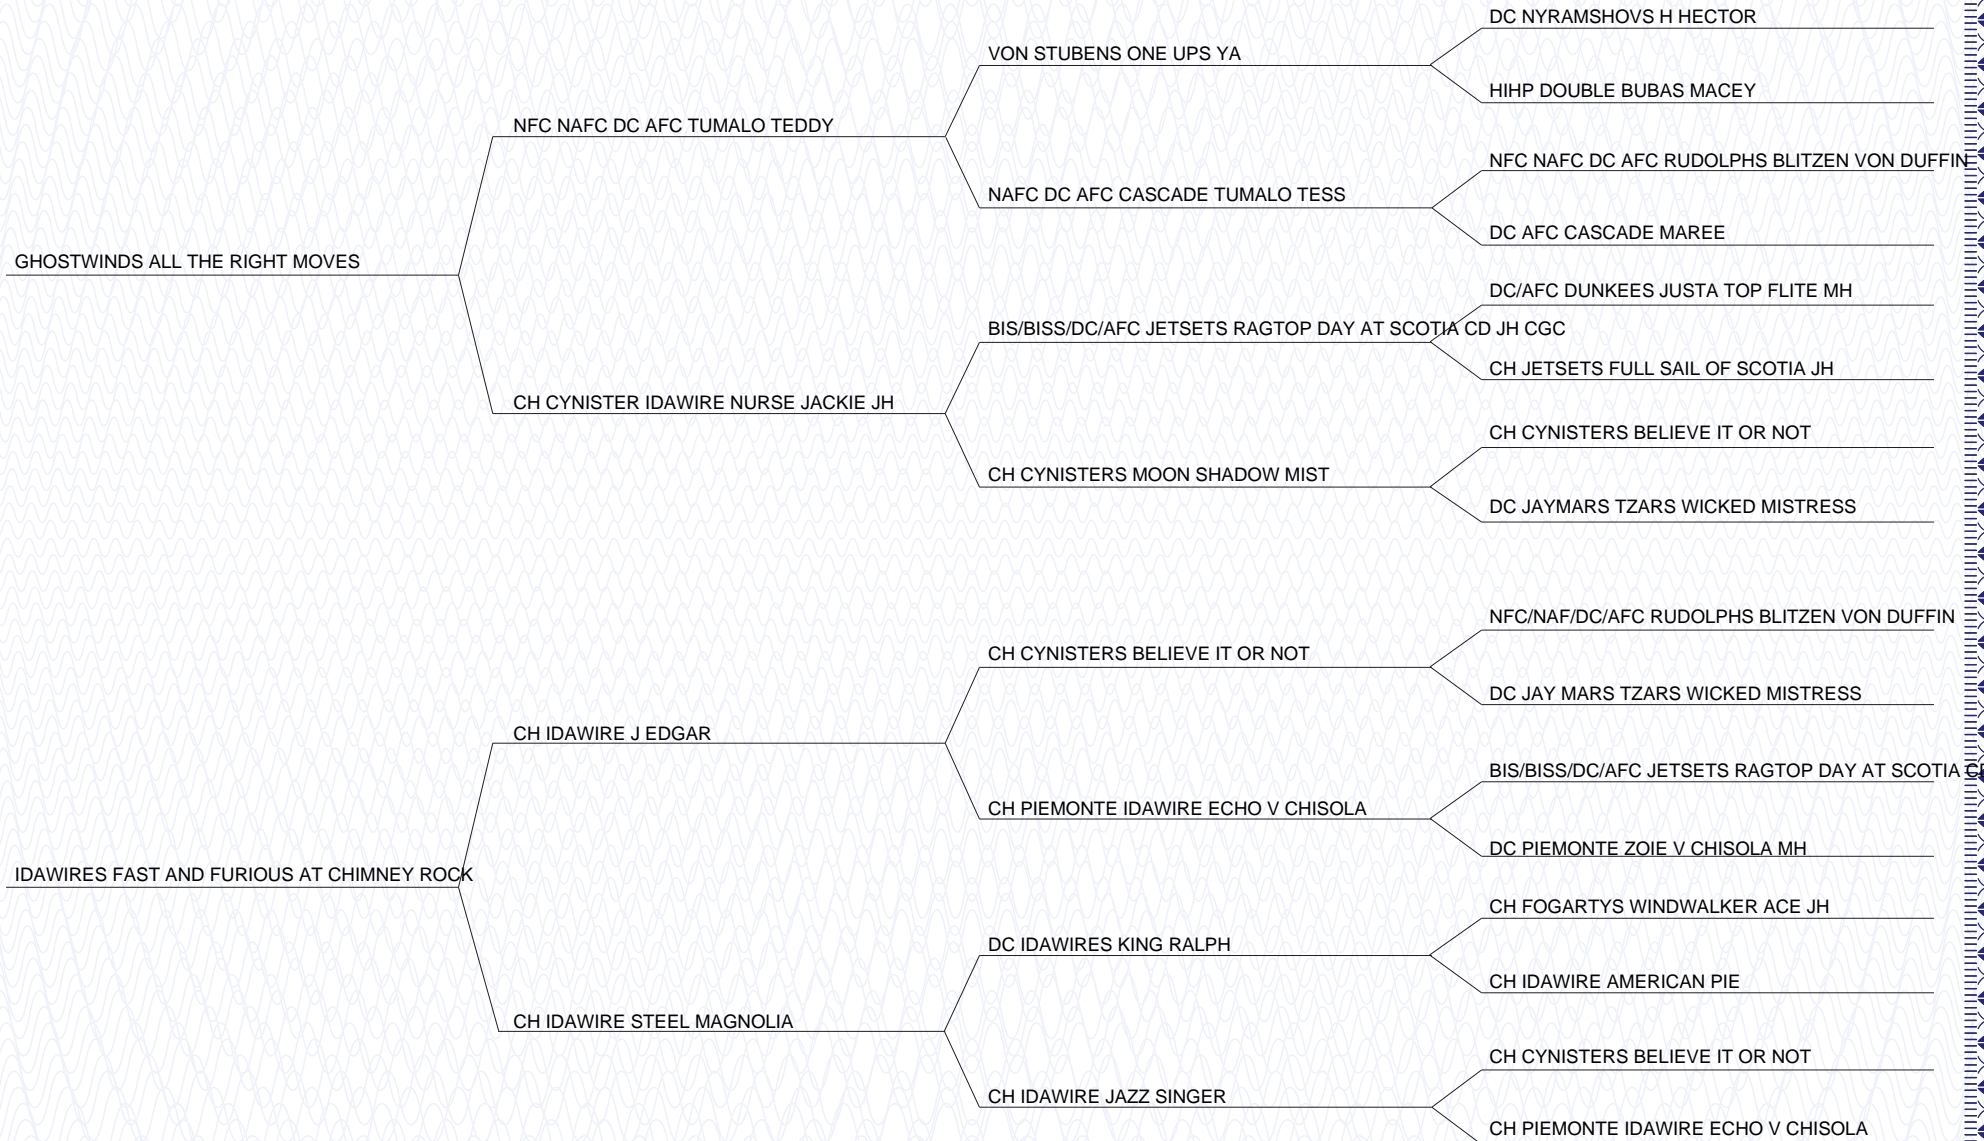 DC NYRAMSHOVS H HECTOR
VON STUBENS ONE UPS YA
HIHP DOUBLE BUBAS MACEY
NFC NAFC DC AFC TUMALO TEDDY
NFC NAFC DC AFC RUDOLPHS BLITZEN VON DUFFIN
NAFC DC AFC CASCADE TUMALO TESS
DC AFC CASCADE MAREE
GHOSTWINDS ALL THE RIGHT MOVES
DC/AFC DUNKEES JUSTA TOP FLITE MH
BIS/BISS/DC/AFC JETSETS RAGTOP DAY AT SCOTIA CD JH CGC
CH JETSETS FULL SAIL OF SCOTIA JH
CH CYNISTER IDAWIRE NURSE JACKIE JH
CH CYNISTERS BELIEVE IT OR NOT
CH CYNISTERS MOON SHADOW MIST
DC JAYMARS TZARS WICKED MISTRESS
NFC/NAF/DC/AFC RUDOLPHS BLITZEN VON DUFFIN
CH CYNISTERS BELIEVE IT OR NOT
DC JAY MARS TZARS WICKED MISTRESS
CH IDAWIRE J EDGAR
BIS/BISS/DC/AFC JETSETS RAGTOP DAY AT SCOTIA
CH PIEMONTE IDAWIRE ECHO V CHISOLA
DC PIEMONTE ZOIE V CHISOLA MH
IDAWIRES FAST AND FURIOUS AT CHIMNEY ROCK
CH FOGARTYS WINDWALKER ACE JH
DC IDAWIRES KING RALPH
CH IDAWIRE AMERICAN PIE
CH IDAWIRE STEEL MAGNOLIA
CH CYNISTERS BELIEVE IT OR NOT
CH IDAWIRE JAZZ SINGER
CH PIEMONTE IDAWIRE ECHO V CHISOLA